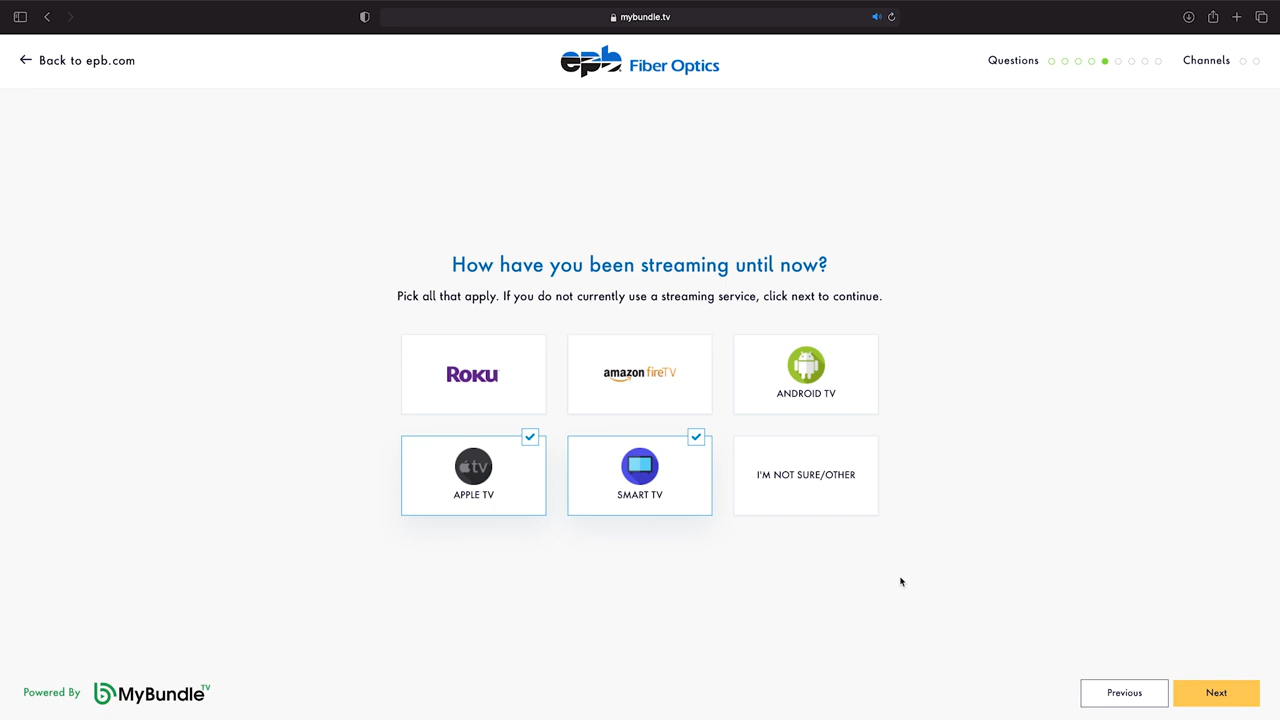 mybundle.tv
Back to epb.com
epb Fiber Optics
Questions
Channels
How have you been streaming until now?
Pick all that apply. If you do not currently use a streaming service, click next to continue.
Roku
amazon fireTV
ANDROID TV
tv
APPLE TV
SMART TV
I'M NOT SURE/OTHER
Powered By
b MyBundle TV
Previous
Next